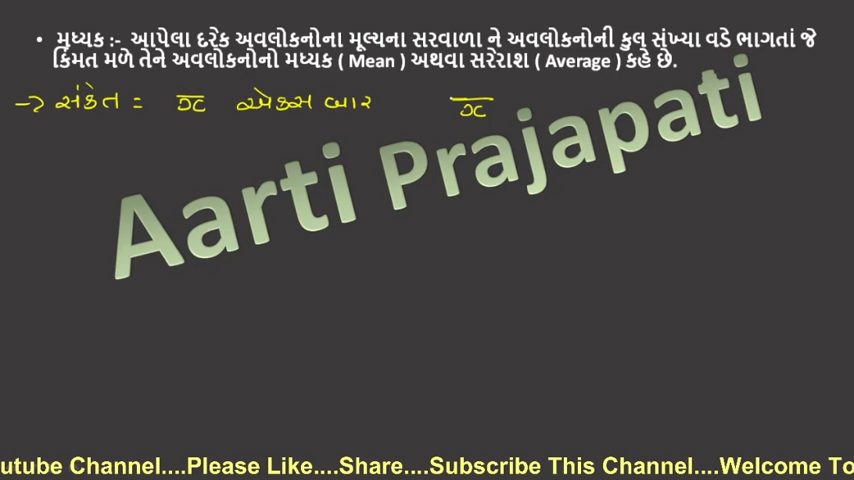 • મધ્યક :- આપેલા દરેક અવલોકનોના મૂલ્યના સરવાળા ને અવલોકનોની કુલ સંખ્યા વડે ભાગતાં જે
કિંમત મળે તેને અવલોકનોનો મધ્યક ( Mean ) અથવા સરેરાશ ( Average ) કહે છે.
→ સંકેત = x̅ એક્સ બાર x̅
Aarti Prajapati
utube Channel....Please Like....Share....Subscribe This Channel....Welcome To